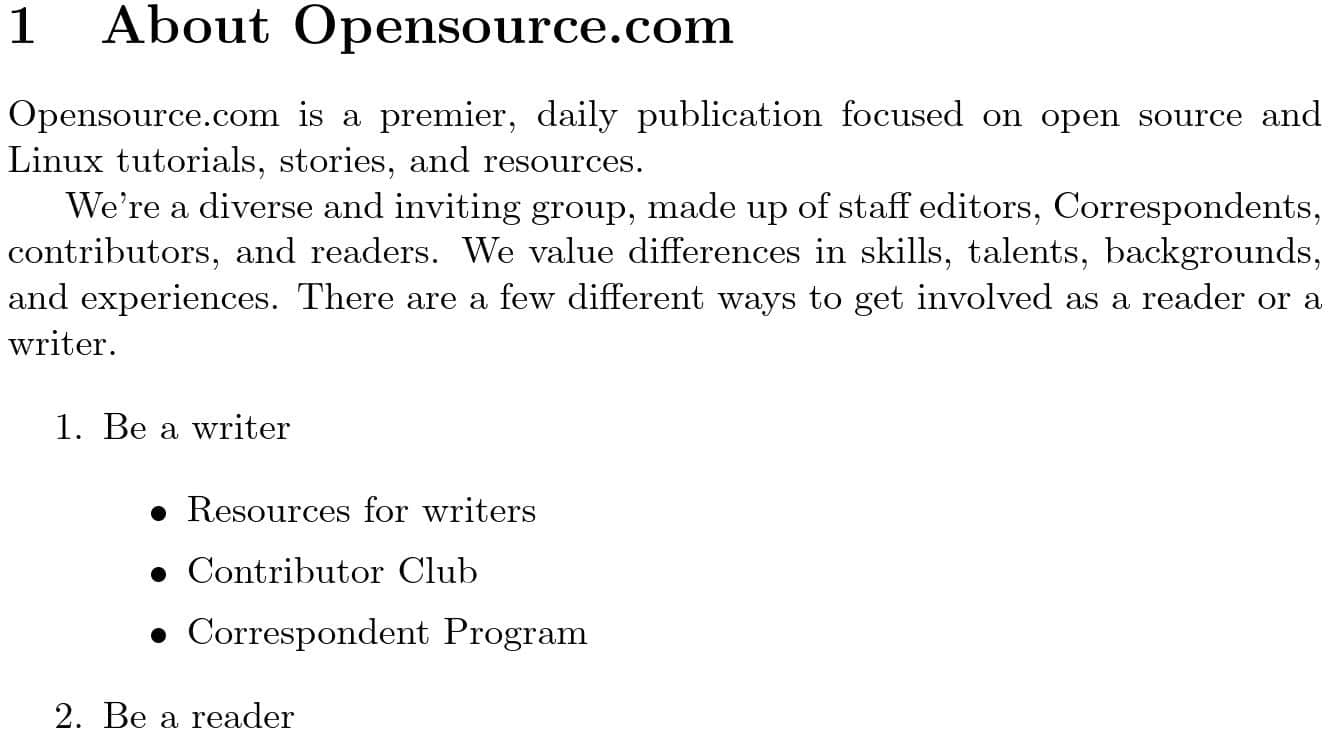 1 About Opensource.com
Opensource.com is a premier, daily publication focused on open source and
Linux tutorials, stories, and resources.
We're a diverse and inviting group, made up of staff editors, Correspondents,
contributors, and readers. We value differences in skills, talents, backgrounds,
and experiences. There are a few different ways to get involved as a reader or a
writer.
1. Be a writer
• Resources for writers
• Contributor Club
• Correspondent Program
2. Be a reader